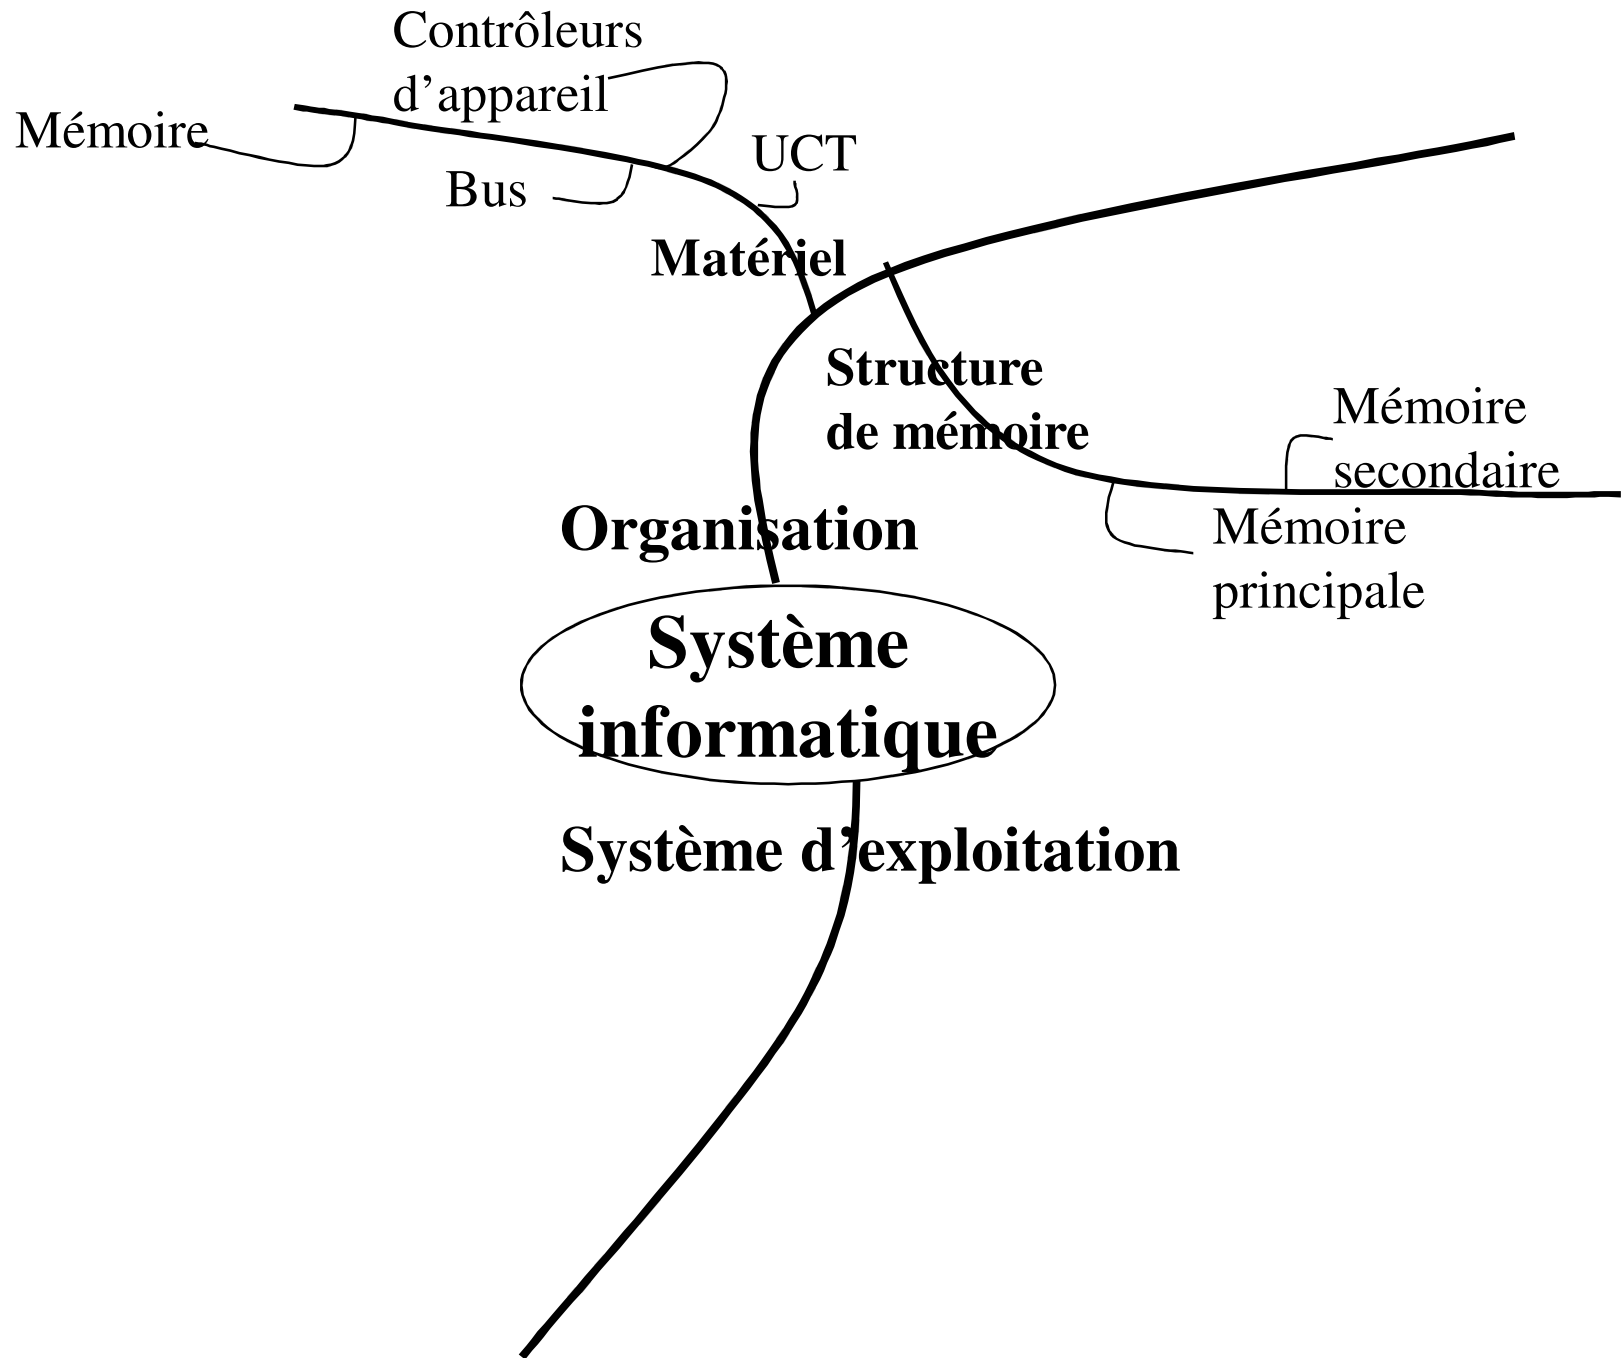 Contrôleurs
d’appareil
Mémoire
UCT
Bus
Matériel
Structure
de mémoire
Mémoire
secondaire
Mémoire
principale
Organisation
Système
informatique
Système d’exploitation